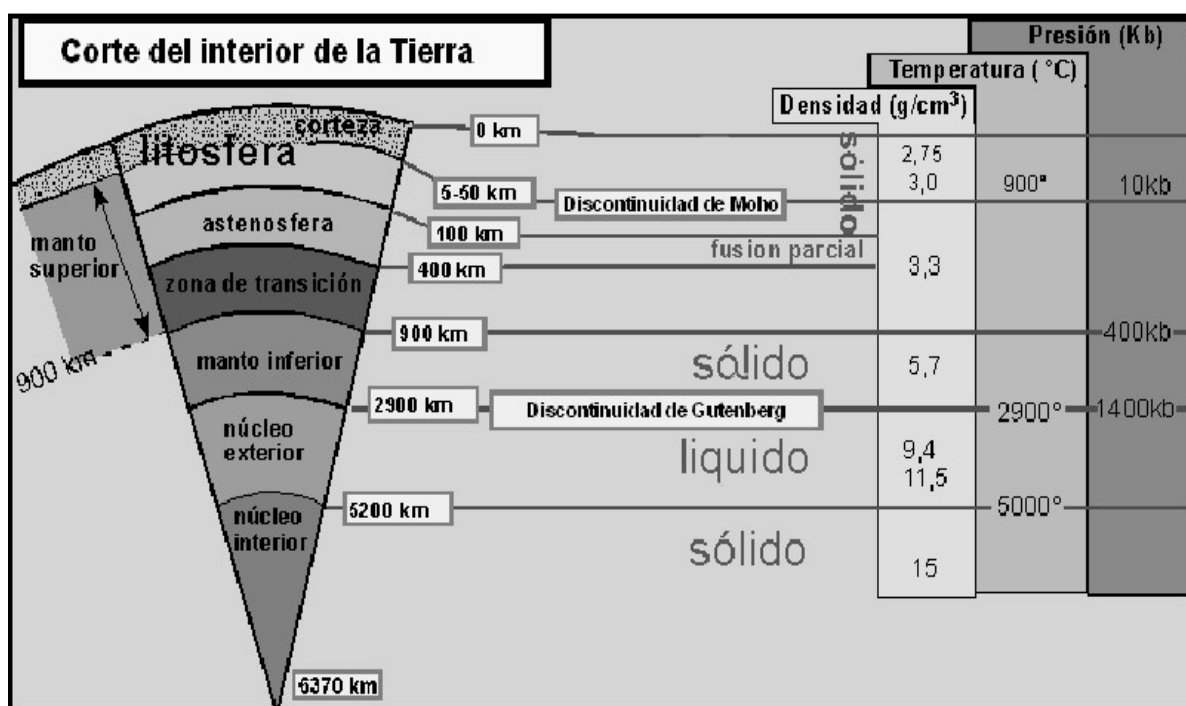 Corte del interior de la Tierra
Presión (Kb)
Temperatura ( °C)
Densidad (g/cm³)
corteza
0 km
litosfera
sólido
2,75
5-50 km
3,0
900°
10kb
Discontinuidad de Moho
astenosfera
100 km
manto
superior
fusion parcial
400 km
3,3
zona de transición
900 km
400kb
900 km
manto inferior
sólido
5,7
2900 km
Discontinuidad de Gutenberg
2900°
1400kb
núcleo
exterior
liquido
9,4
11,5
5200 km
5000°
núcleo
interior
sólido
15
6370 km